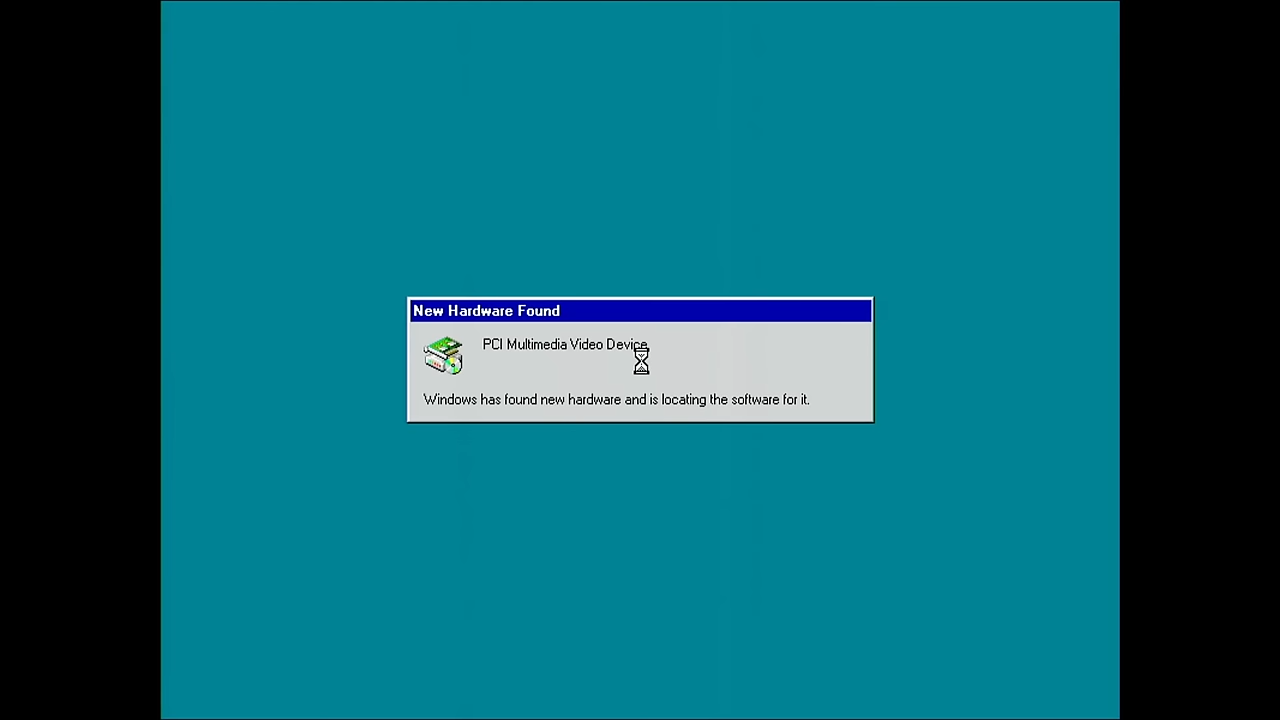 New Hardware Found
PCI Multimedia Video Device
Windows has found new hardware and is locating the software for it.